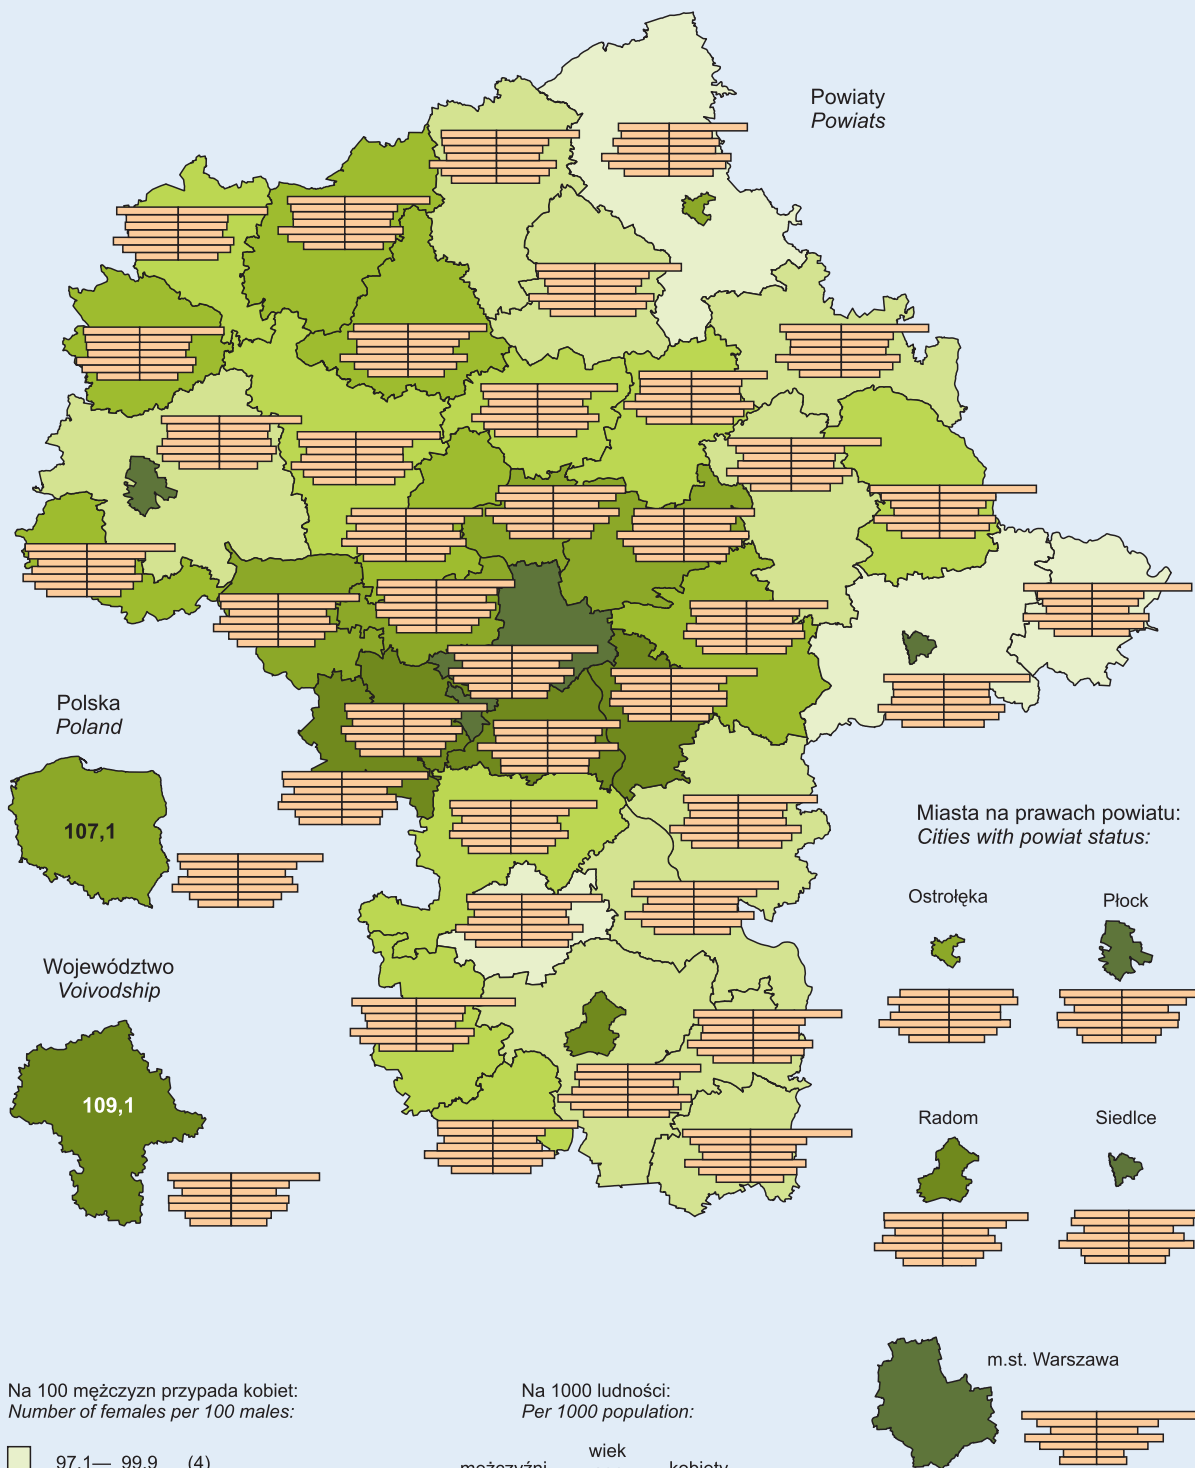 Powiaty
Powiats
Polska
Poland
107,1
Województwo
Voivodship
109,1
Miasta na prawach powiatu:
Cities with powiat status:
Ostrołęka
Płock
Radom
Siedlce
m.st. Warszawa
Na 100 mężczyzn przypada kobiet:
Number of females per 100 males:
97,1— 99,9 (4)
Na 1000 ludności:
Per 1000 population:
wiek
mężczyźni
kobiety